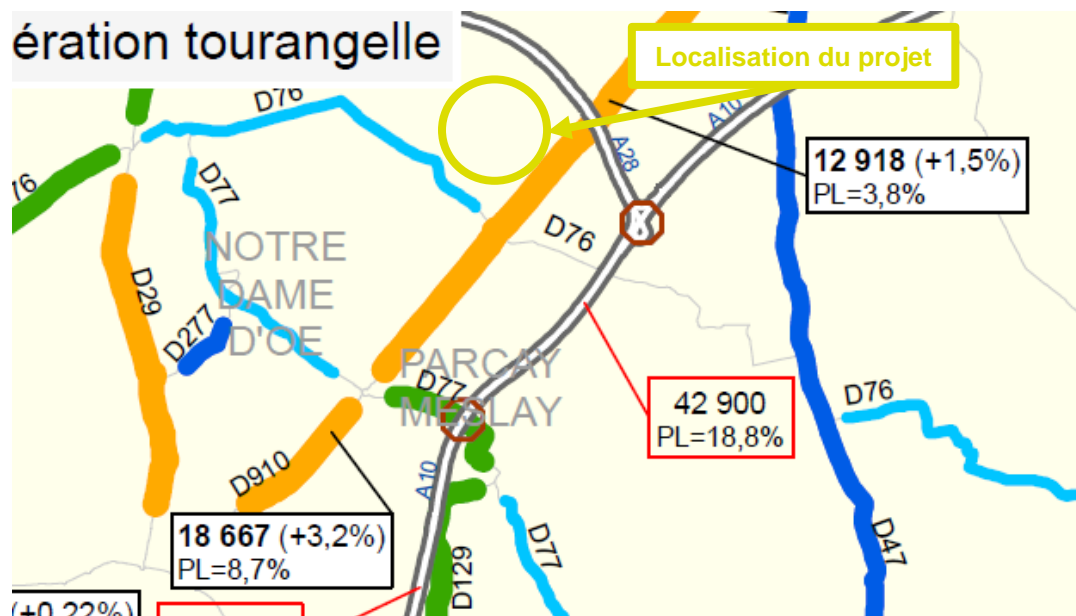 ération tourangelle
Localisation du projet
D76
A10
A28
12 918 (+1,5%)
PL=3,8%
76
D77
D76
NOTRE
DAME
D'OE
D29
D277
PARCAY
MESLAY
D77
42 900
PL=18,8%
D76
D910
A10
18 667 (+3,2%)
PL=8,7%
D77
D47
D129
(+0,22%)